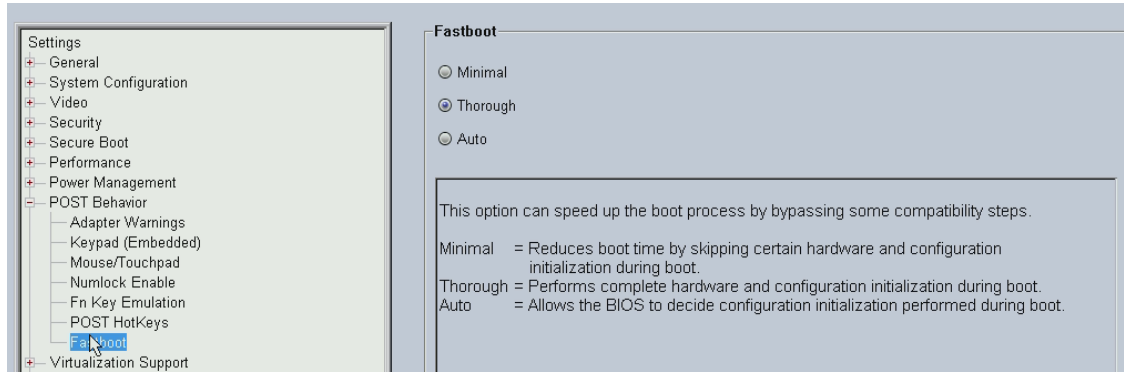 Settings
General
System Configuration
Video
Security
Secure Boot
Performance
Power Management
POST Behavior
Adapter Warnings
Keypad (Embedded)
Mouse/Touchpad
Numlock Enable
Fn Key Emulation
POST HotKeys
Fastboot
Virtualization Support
Fastboot
Minimal
Thorough
Auto
This option can speed up the boot process by bypassing some compatibility steps.
Minimal = Reduces boot time by skipping certain hardware and configuration
initialization during boot.
Thorough = Performs complete hardware and configuration initialization during boot.
Auto = Allows the BIOS to decide configuration initialization performed during boot.